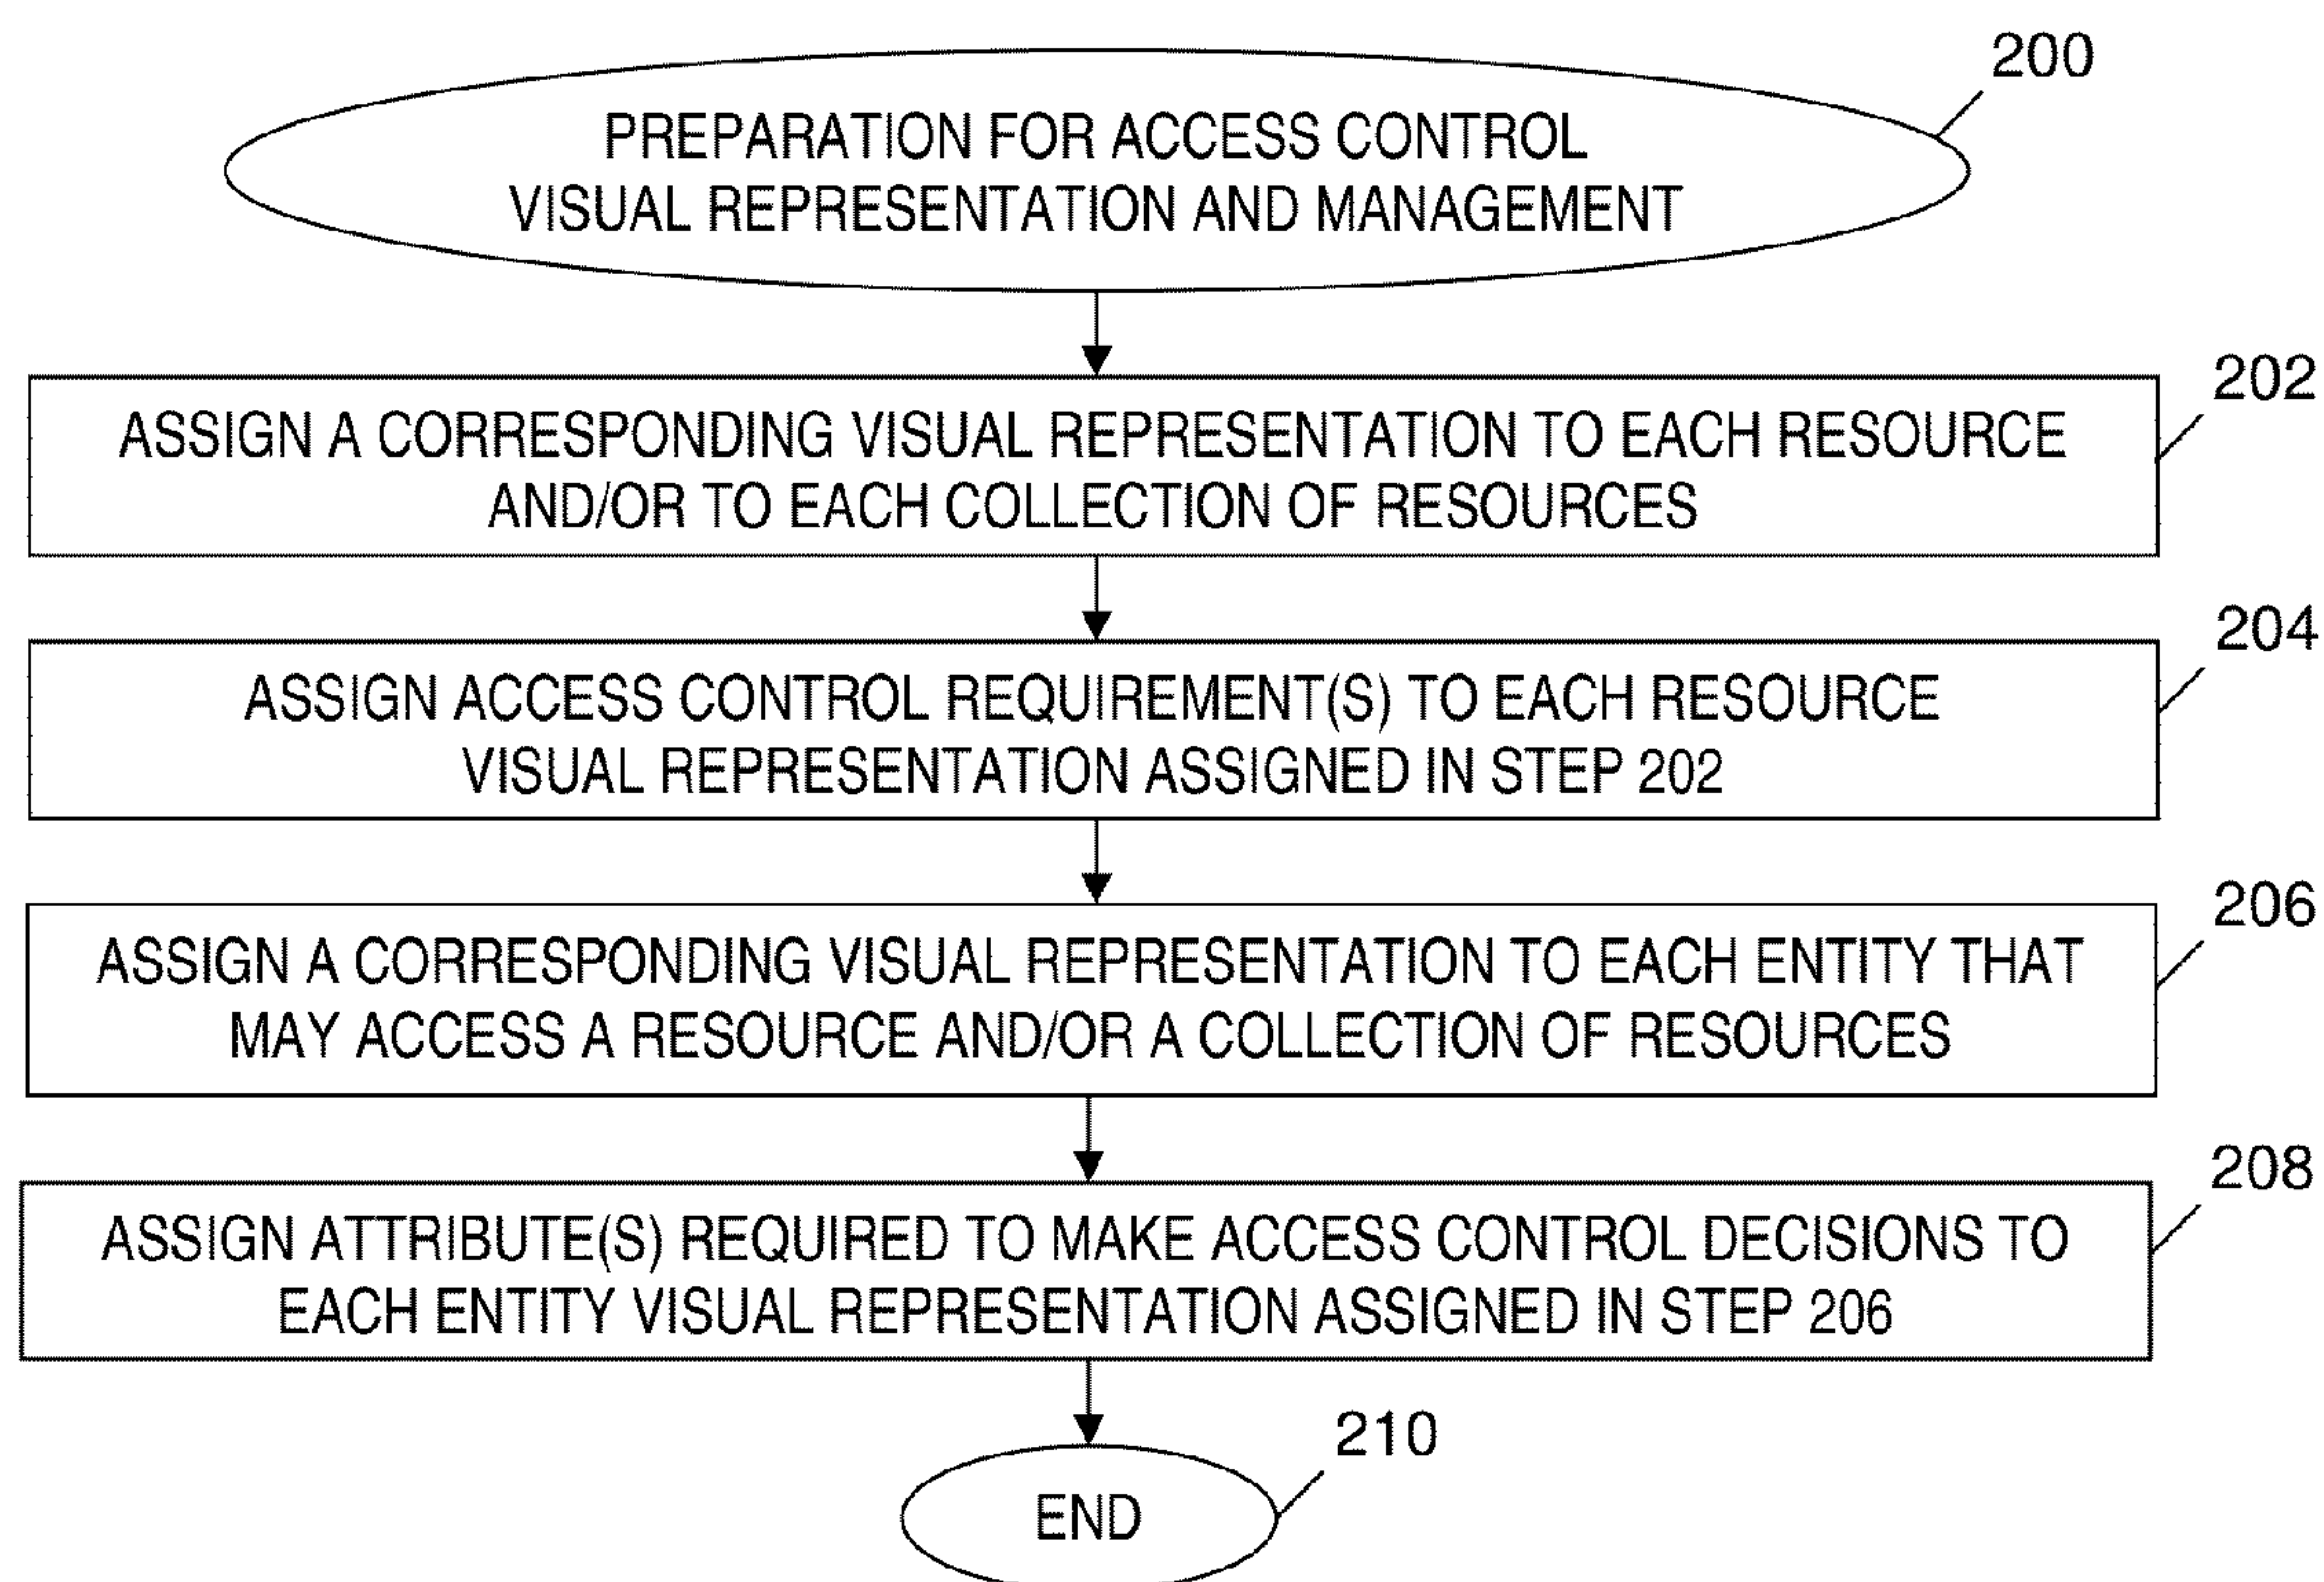 200
PREPARATION FOR ACCESS CONTROL
VISUAL REPRESENTATION AND MANAGEMENT
202
ASSIGN A CORRESPONDING VISUAL REPRESENTATION TO EACH RESOURCE
AND/OR TO EACH COLLECTION OF RESOURCES
204
ASSIGN ACCESS CONTROL REQUIREMENT(S) TO EACH RESOURCE
VISUAL REPRESENTATION ASSIGNED IN STEP 202
206
ASSIGN A CORRESPONDING VISUAL REPRESENTATION TO EACH ENTITY THAT
MAY ACCESS A RESOURCE AND/OR A COLLECTION OF RESOURCES
208
ASSIGN ATTRIBUTE(S) REQUIRED TO MAKE ACCESS CONTROL DECISIONS TO
EACH ENTITY VISUAL REPRESENTATION ASSIGNED IN STEP 206
210
END